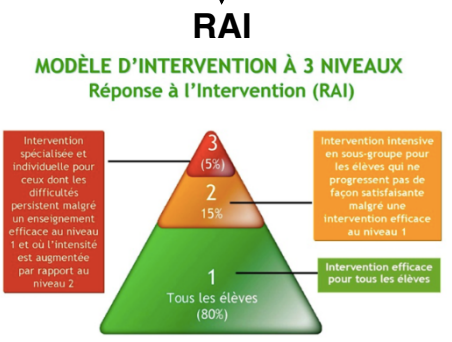 RAI
MODÈLE D'INTERVENTION À 3 NIVEAUX
Réponse à l'Intervention (RAI)
Intervention
spécialisée et
individuelle pour
ceux dont les
difficultés
persistent malgré
un enseignement
efficace au niveau
1 et où l'intensité
est augmentée
par rapport au
niveau 2
3
(5%)
2
15%
1
Tous les élèves
(80%)
Intervention intensive
en sous-groupe pour
les élèves qui ne
progressent pas de
façon satisfaisante
malgré une
intervention efficace
au niveau 1
Intervention efficace
pour tous les élèves